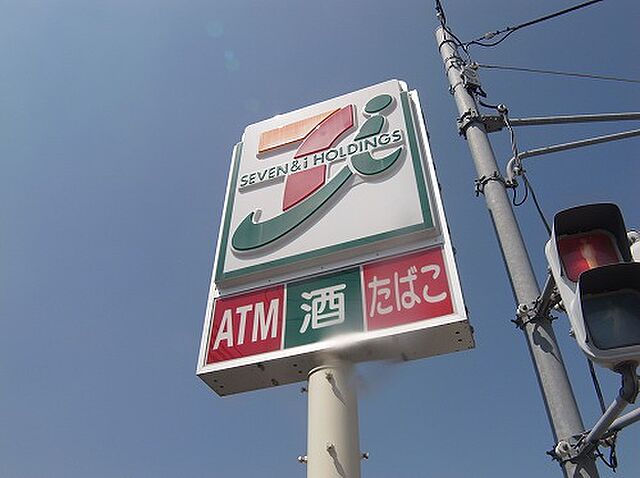 SEVEN & i HOLDINGS
ATM 酒 たばこ